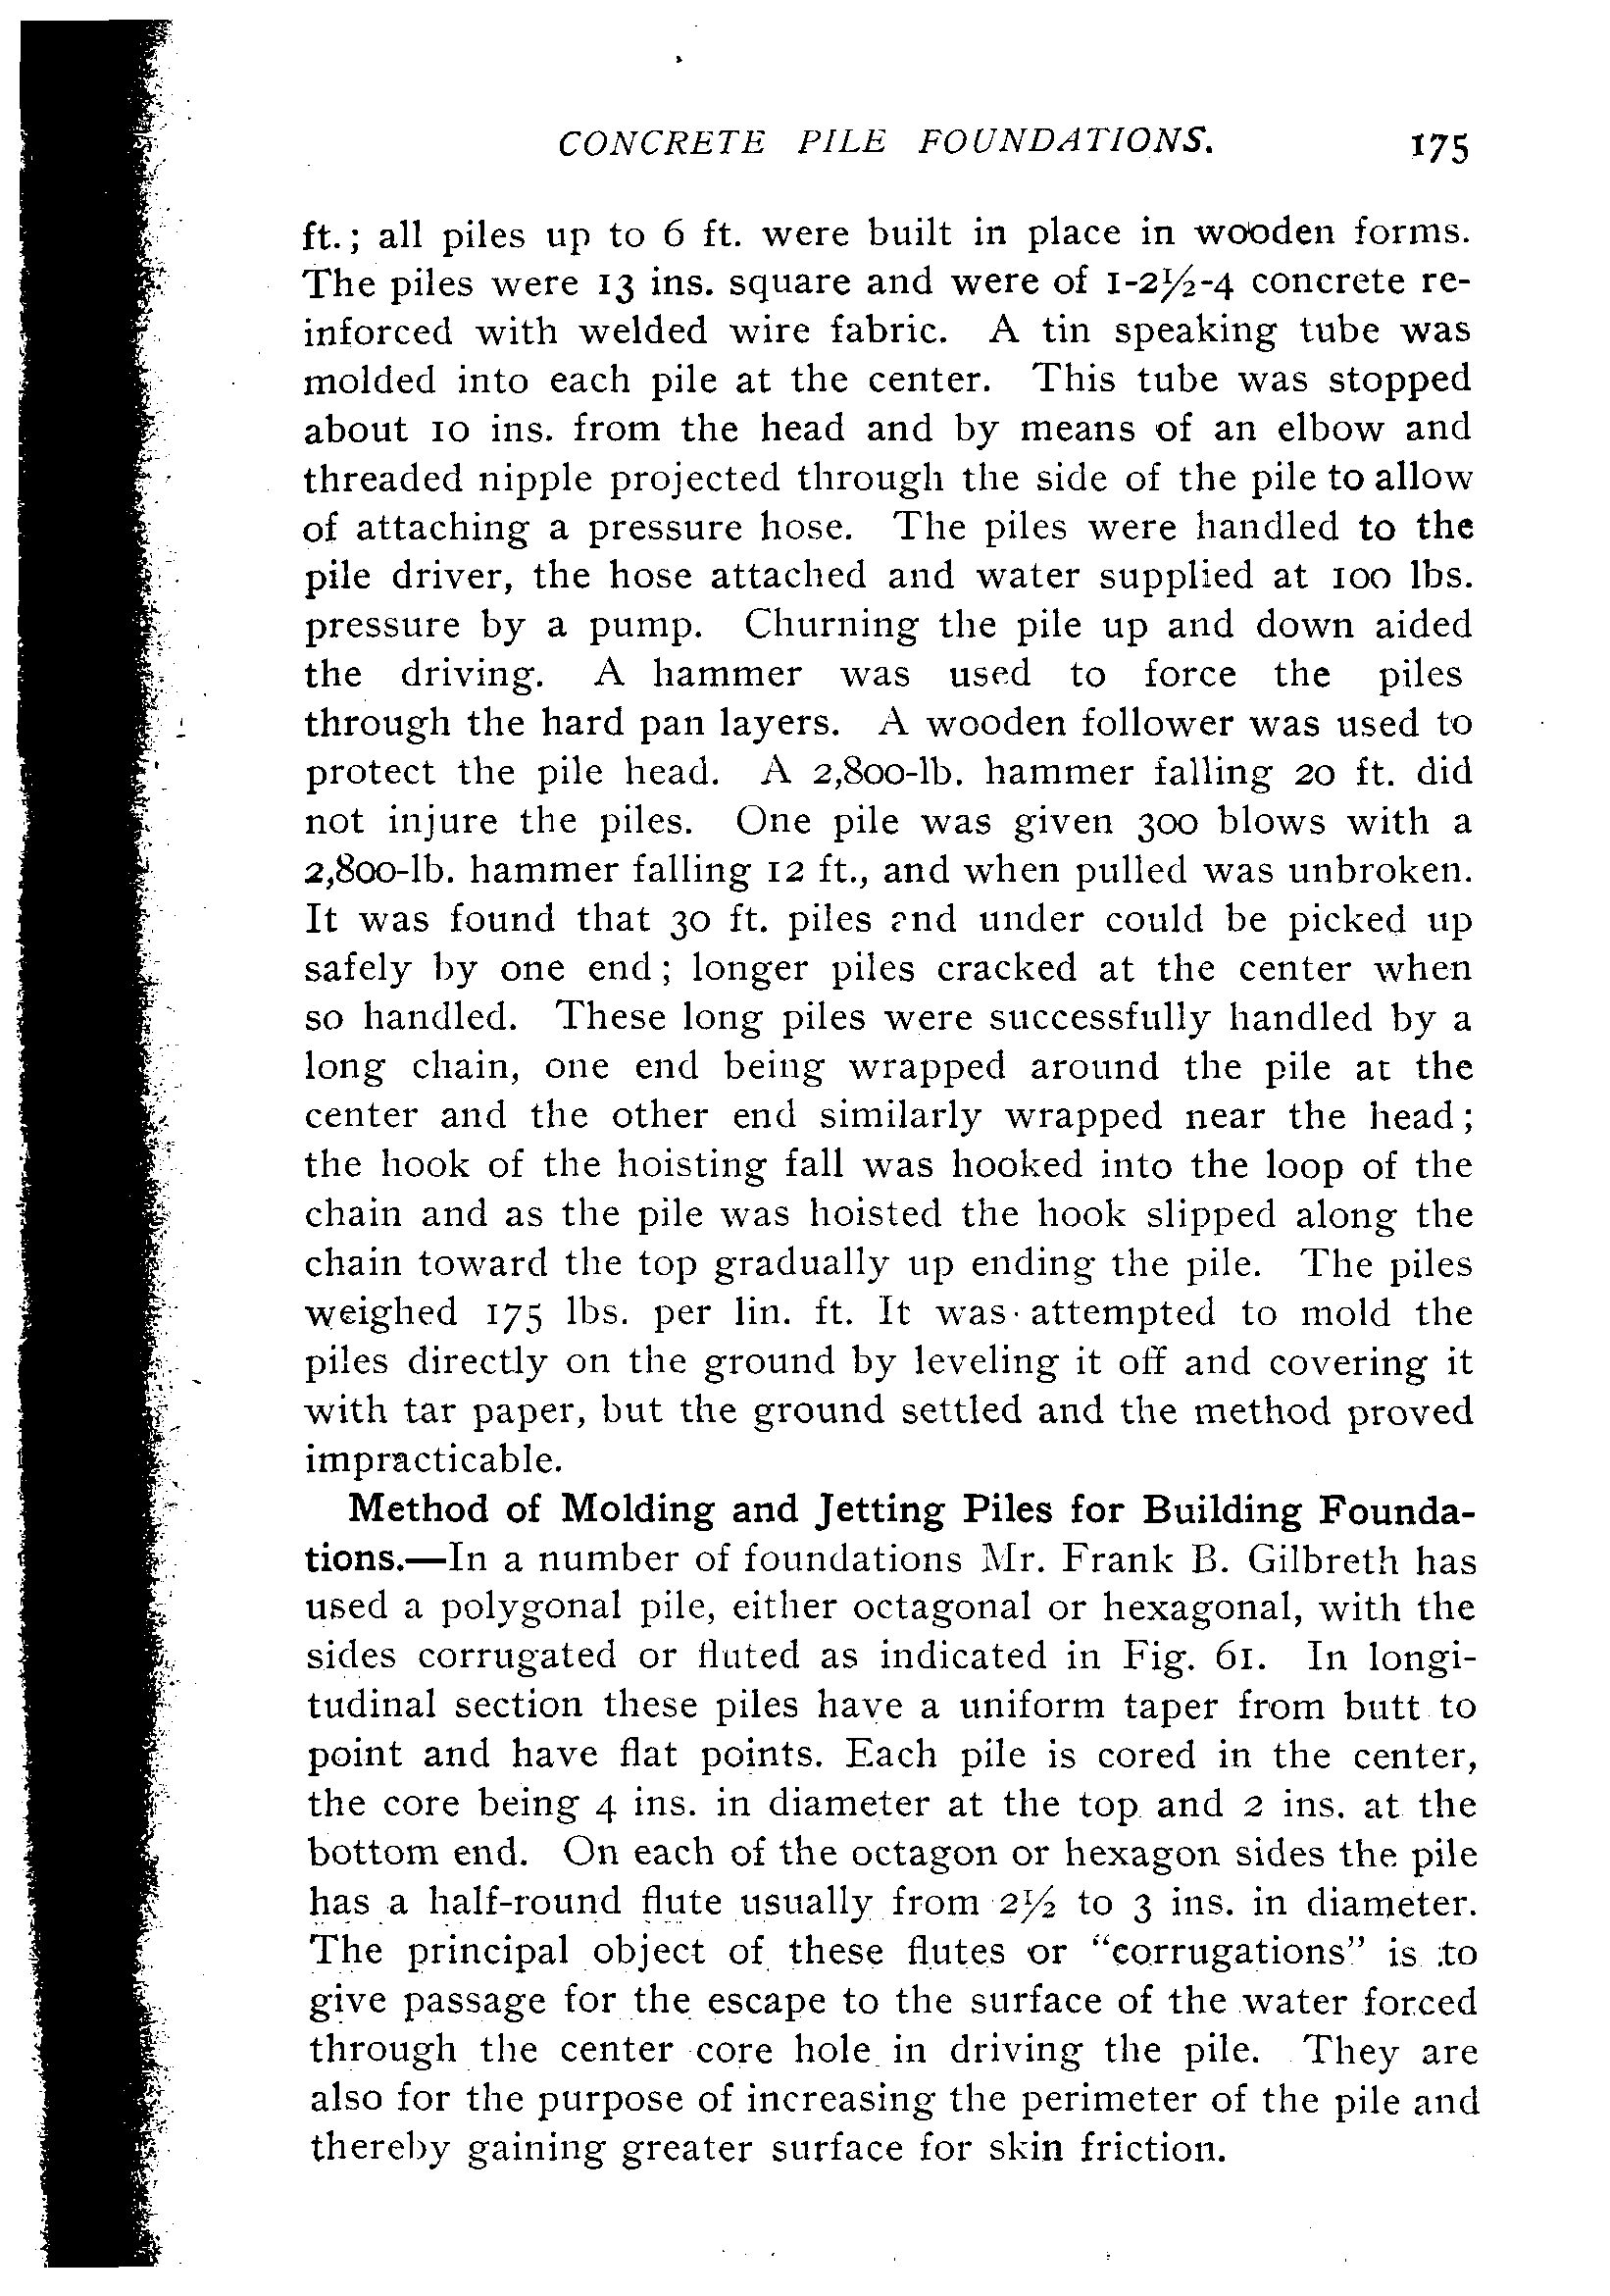 CONCRETE PILE FOUNDATIONS. 175
ft.; all piles up to 6 ft. were built in place in wooden forms.
The piles were 13 ins. square and were of 1-2½-4 concrete re-
inforced with welded wire fabric. A tin speaking tube was
molded into each pile at the center. This tube was stopped
about 10 ins. from the head and by means of an elbow and
threaded nipple projected through the side of the pile to allow
of attaching a pressure hose. The piles were handled to the
pile driver, the hose attached and water supplied at 100 lbs.
pressure by a pump. Churning the pile up and down aided
the driving. A hammer was used to force the piles
through the hard pan layers. A wooden follower was used to
protect the pile head. A 2,800-lb. hammer falling 20 ft. did
not injure the piles. One pile was given 300 blows with a
2,800-lb. hammer falling 12 ft., and when pulled was unbroken.
It was found that 30 ft. piles and under could be picked up
safely by one end; longer piles cracked at the center when
so handled. These long piles were successfully handled by a
long chain, one end being wrapped around the pile at the
center and the other end similarly wrapped near the head;
the hook of the hoisting fall was hooked into the loop of the
chain and as the pile was hoisted the hook slipped along the
chain toward the top gradually up ending the pile. The piles
weighed 175 lbs. per lin. ft. It was attempted to mold the
piles directly on the ground by leveling it off and covering it
with tar paper, but the ground settled and the method proved
impracticable.
Method of Molding and Jetting Piles for Building Founda-
tions.—In a number of foundations Mr. Frank B. Gilbreth has
used a polygonal pile, either octagonal or hexagonal, with the
sides corrugated or fluted as indicated in Fig. 61. In longi-
tudinal section these piles have a uniform taper from butt to
point and have flat points. Each pile is cored in the center,
the core being 4 ins. in diameter at the top and 2 ins. at the
bottom end. On each of the octagon or hexagon sides the pile
has a half-round flute usually from 2½ to 3 ins. in diameter.
The principal object of these flutes or "corrugations" is to
give passage for the escape to the surface of the water forced
through the center core hole in driving the pile. They are
also for the purpose of increasing the perimeter of the pile and
thereby gaining greater surface for skin friction.